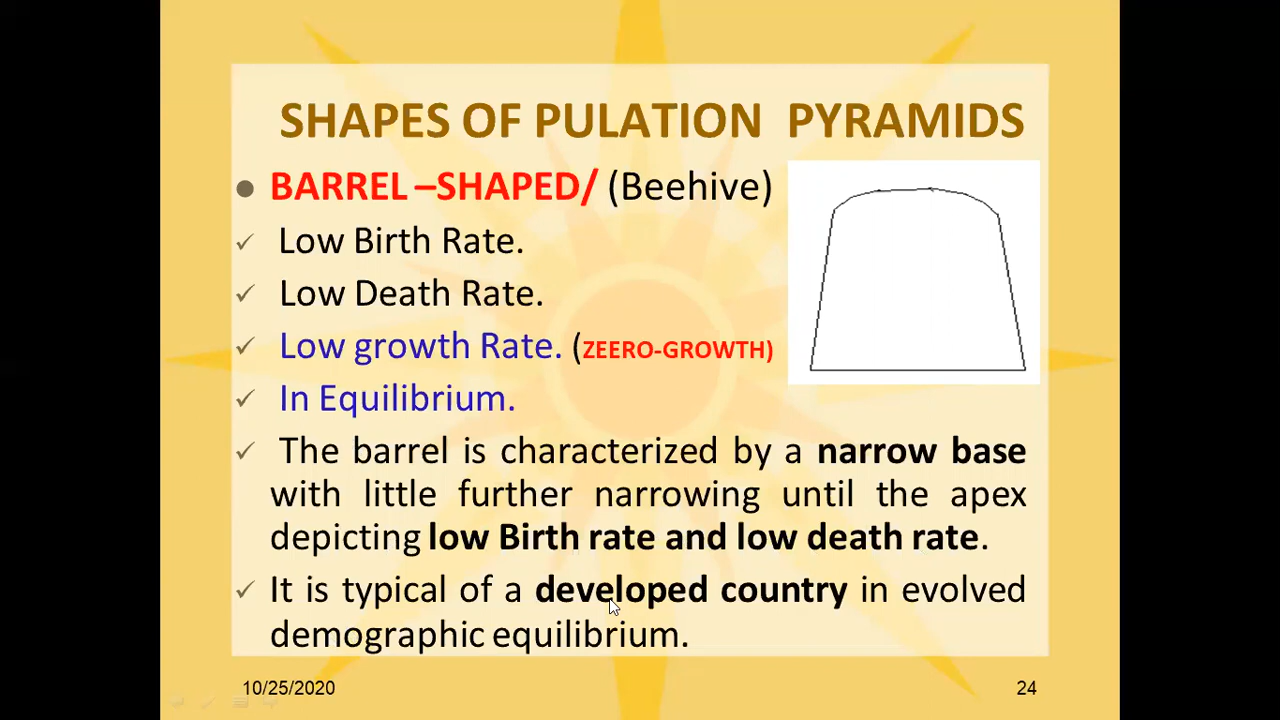 SHAPES OF PULATION PYRAMIDS
BARREL –SHAPED/ (Beehive)
Low Birth Rate.
Low Death Rate.
Low growth Rate. (ZEERO-GROWTH)
In Equilibrium.
The barrel is characterized by a narrow base
with little further narrowing until the apex
depicting low Birth rate and low death rate.
It is typical of a developed country in evolved
demographic equilibrium.
10/25/2020
24